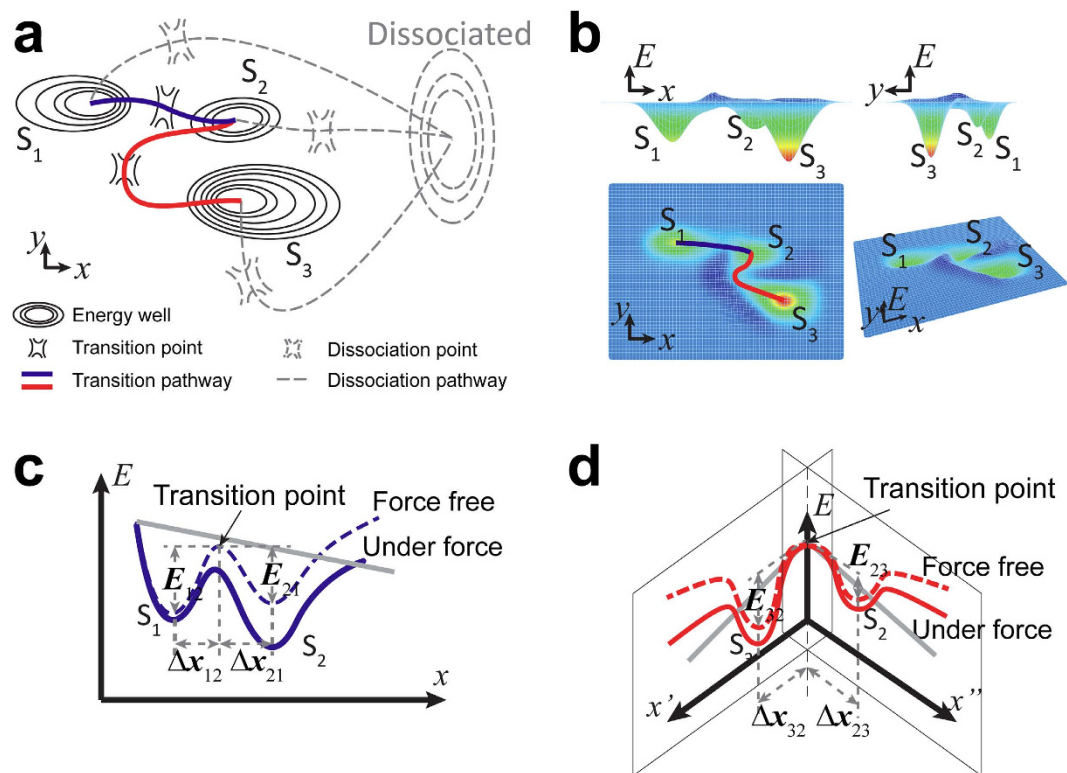 a
Dissociated
S1
S2
S3
y
x
Energy well
Transition point
Transition pathway
Dissociation point
Dissociation pathway
b
E
x
S1
S2
S3
E
y
S3
S2
S1
S1
S2
S3
y
x
S1
S2
S3
E
y
x
c
E
Transition point
Force free
Under force
E12
E21
S1
S2
Δx12
Δx21
x
d
Transition point
E
E23
Force free
E32
S2
Under force
S3
x'
x"
Δx32
Δx23